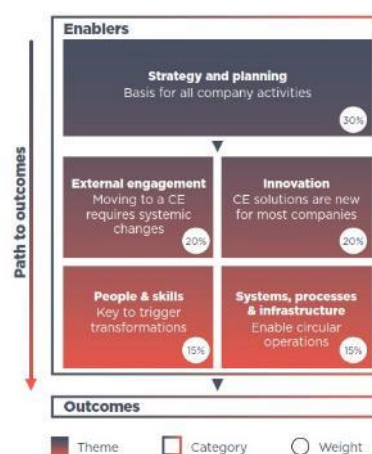 Enablers
Strategy and planning
Basis for all company activities
30%
External engagement
Moving to a CE
requires systemic
changes
20%
Innovation
CE solutions are new
for most companies
20%
People & skills
Key to trigger
transformations
15%
Systems, processes
& infrastructure
Enable circular
operations
15%
Path to outcomes
Outcomes
Theme
Category
Weight